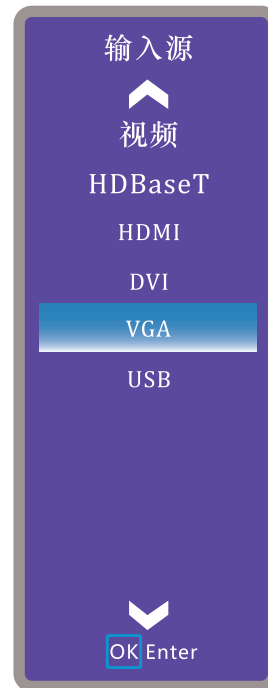 输入源
视频
HDBaseT
HDMI
DVI
VGA
USB
OK Enter